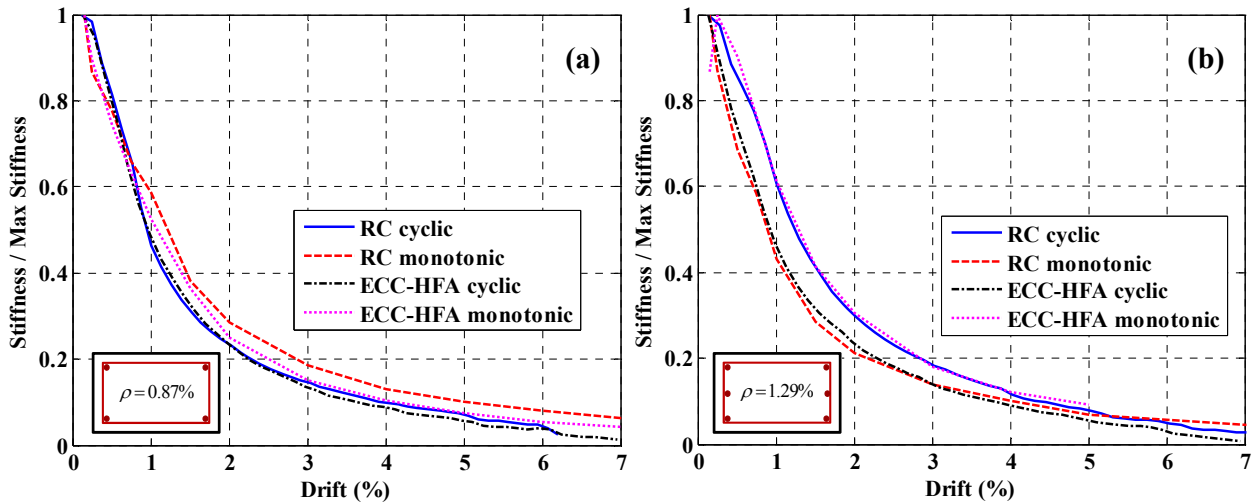 (a)
1
0.8
0.6
0.4
0.2
0
Stiffness / Max Stiffness
RC cyclic
RC monotonic
ECC-HFA cyclic
ECC-HFA monotonic
ρ=0.87%
0 1 2 3 4 5 6 7
Drift (%)
(b)
1
0.8
0.6
0.4
0.2
0
Stiffness / Max Stiffness
RC cyclic
RC monotonic
ECC-HFA cyclic
ECC-HFA monotonic
ρ=1.29%
0 1 2 3 4 5 6 7
Drift (%)